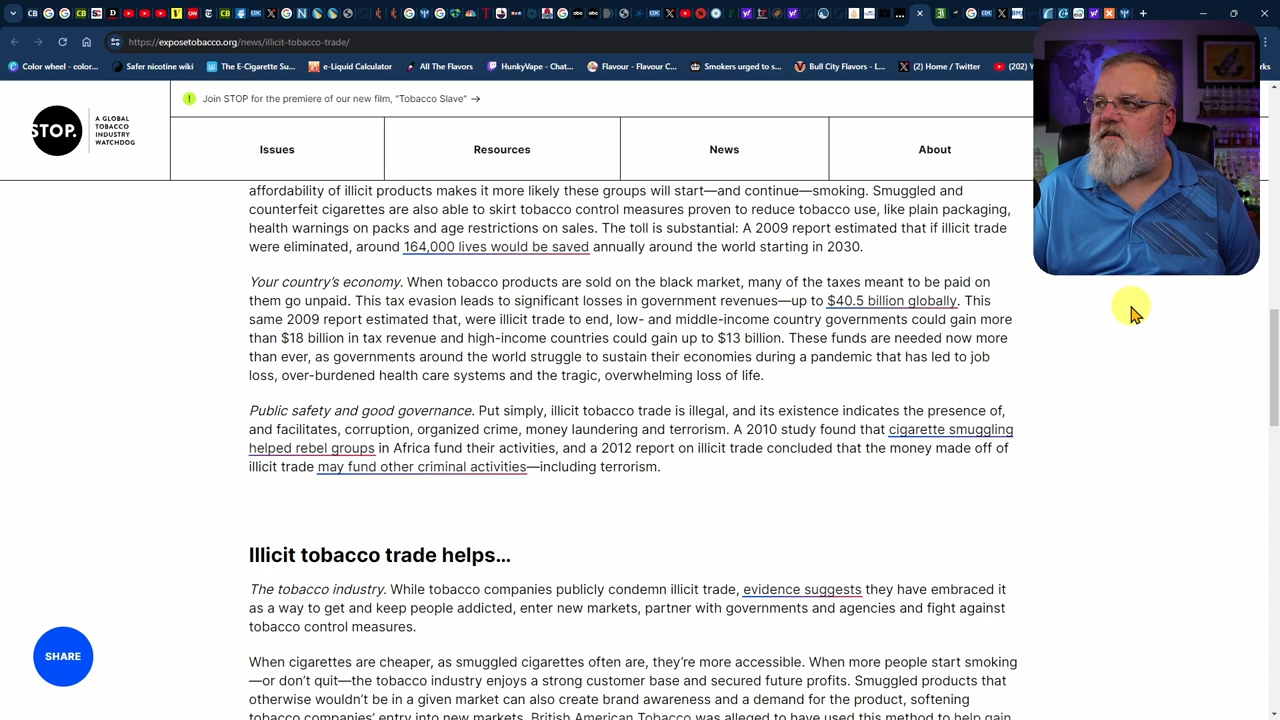 https://exposetobacco.org/news/illicit-tobacco-trade/
Color wheel - color...
Safer nicotine wiki
The E-Cigarette Su...
e-Liquid Calculator
All The Flavors
HunkyVape - Chat...
Flavour - Flavour C...
Smokers urged to s...
Bull City Flavors - L...
(2) Home / Twitter
(202) Y
rks
STOP.
A GLOBAL
TOBACCO
INDUSTRY
WATCHDOG
! Join STOP for the premiere of our new film, "Tobacco Slave" →
Issues
Resources
News
About
affordability of illicit products makes it more likely these groups will start—and continue—smoking. Smuggled and
counterfeit cigarettes are also able to skirt tobacco control measures proven to reduce tobacco use, like plain packaging,
health warnings on packs and age restrictions on sales. The toll is substantial: A 2009 report estimated that if illicit trade
were eliminated, around 164,000 lives would be saved annually around the world starting in 2030.
Your country's economy. When tobacco products are sold on the black market, many of the taxes meant to be paid on
them go unpaid. This tax evasion leads to significant losses in government revenues—up to $40.5 billion globally. This
same 2009 report estimated that, were illicit trade to end, low- and middle-income country governments could gain more
than $18 billion in tax revenue and high-income countries could gain up to $13 billion. These funds are needed now more
than ever, as governments around the world struggle to sustain their economies during a pandemic that has led to job
loss, over-burdened health care systems and the tragic, overwhelming loss of life.
Public safety and good governance. Put simply, illicit tobacco trade is illegal, and its existence indicates the presence of,
and facilitates, corruption, organized crime, money laundering and terrorism. A 2010 study found that cigarette smuggling
helped rebel groups in Africa fund their activities, and a 2012 report on illicit trade concluded that the money made off of
illicit trade may fund other criminal activities—including terrorism.
Illicit tobacco trade helps...
The tobacco industry. While tobacco companies publicly condemn illicit trade, evidence suggests they have embraced it
as a way to get and keep people addicted, enter new markets, partner with governments and agencies and fight against
tobacco control measures.
When cigarettes are cheaper, as smuggled cigarettes often are, they're more accessible. When more people start smoking
—or don't quit—the tobacco industry enjoys a strong customer base and secured future profits. Smuggled products that
otherwise wouldn't be in a given market can also create brand awareness and a demand for the product, softening
tobacco companies' entry into new markets. British American Tobacco was alleged to have used this method to help gain
SHARE